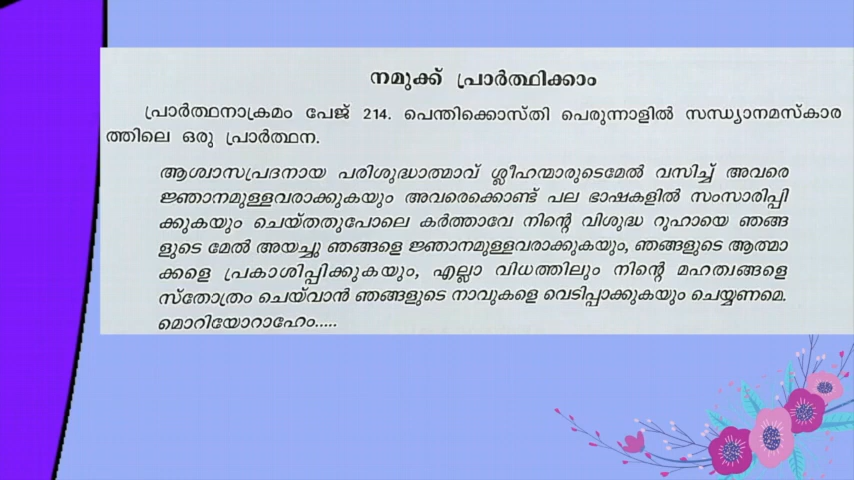 നമുക്ക് പ്രാർത്ഥിക്കാം
പ്രാർത്ഥനാക്രമം പേജ് 214. പെന്തിക്കൊസ്തി പെരുന്നാളിൽ സന്ധ്യാനമസ്കാര
ത്തിലെ ഒരു പ്രാർത്ഥന.
ആശ്വാസപ്രദനായ പരിശുദ്ധാത്മാവ് ശ്ലീഹന്മാരുടെമേൽ വസിച്ച് അവരെ
ജ്ഞാനമുള്ളവരാക്കുകയും അവരെക്കൊണ്ട് പല ഭാഷകളിൽ സംസാരിപ്പി
ക്കുകയും ചെയ്തതുപോലെ കർത്താവേ നിന്റെ വിശുദ്ധ റൂഹായെ ഞങ്ങ
ളുടെ മേൽ അയച്ചു ഞങ്ങളെ ജ്ഞാനമുള്ളവരാക്കുകയും, ഞങ്ങളുടെ ആത്മാ
ക്കളെ പ്രകാശിപ്പിക്കുകയും, എല്ലാ വിധത്തിലും നിന്റെ മഹത്വങ്ങളെ
സ്തോത്രം ചെയ്‌വാൻ ഞങ്ങളുടെ നാവുകളെ വെടിപ്പാക്കുകയും ചെയ്യണമെ.
മൊറിയോറാഹേം.....